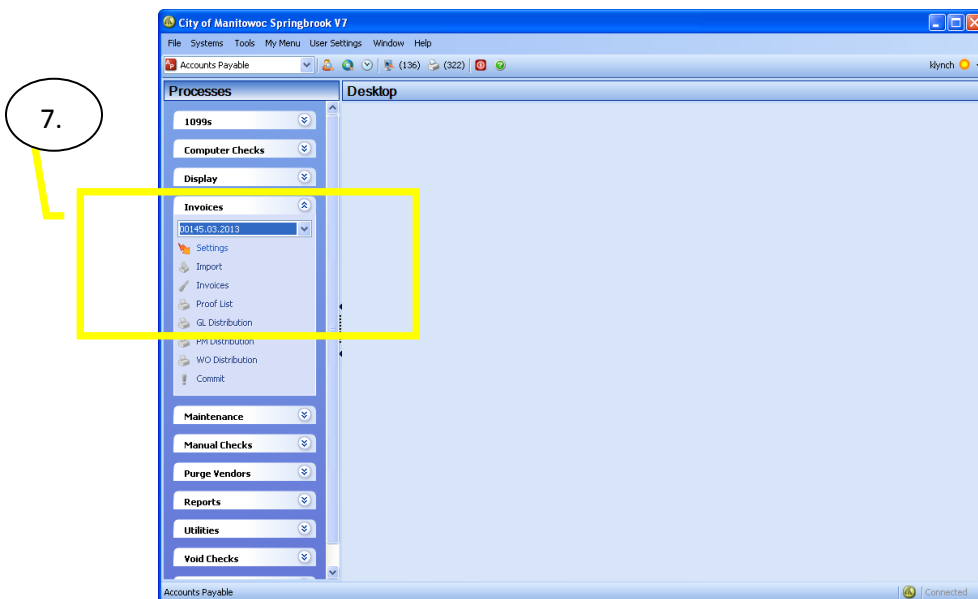 City of Manitowoc Springbrook V7
File Systems Tools My Menu User Settings Window Help
Accounts Payable (136) (322) klynch
Processes Desktop
7.
1099s
Computer Checks
Display
Invoices
00145.03.2013
Settings
Import
Invoices
Proof List
GL Distribution
PM Distribution
WO Distribution
Commit
Maintenance
Manual Checks
Purge Vendors
Reports
Utilities
Void Checks
Accounts Payable Connected